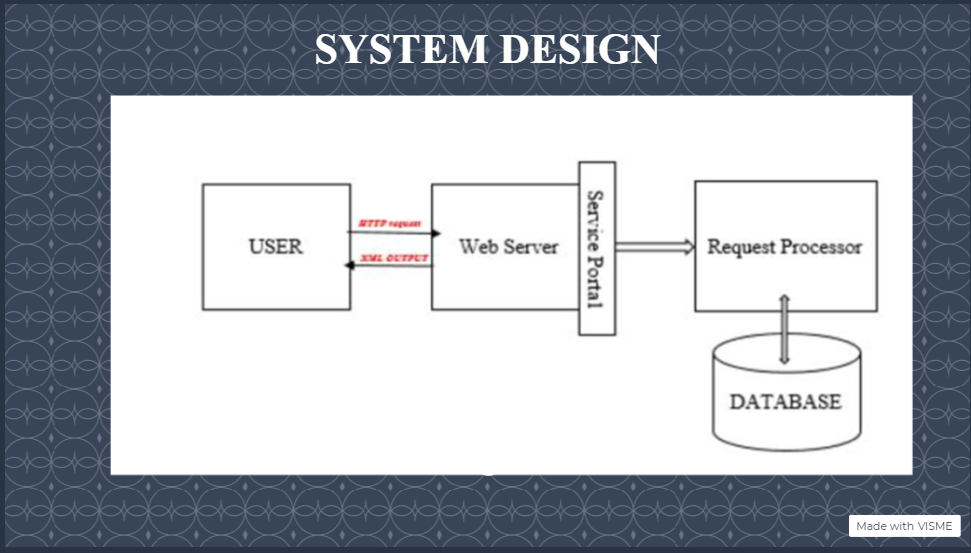 SYSTEM DESIGN
USER
HTTP request
XML OUTPUT
Web Server
Service Portal
Request Processor
DATABASE
Made with VISME